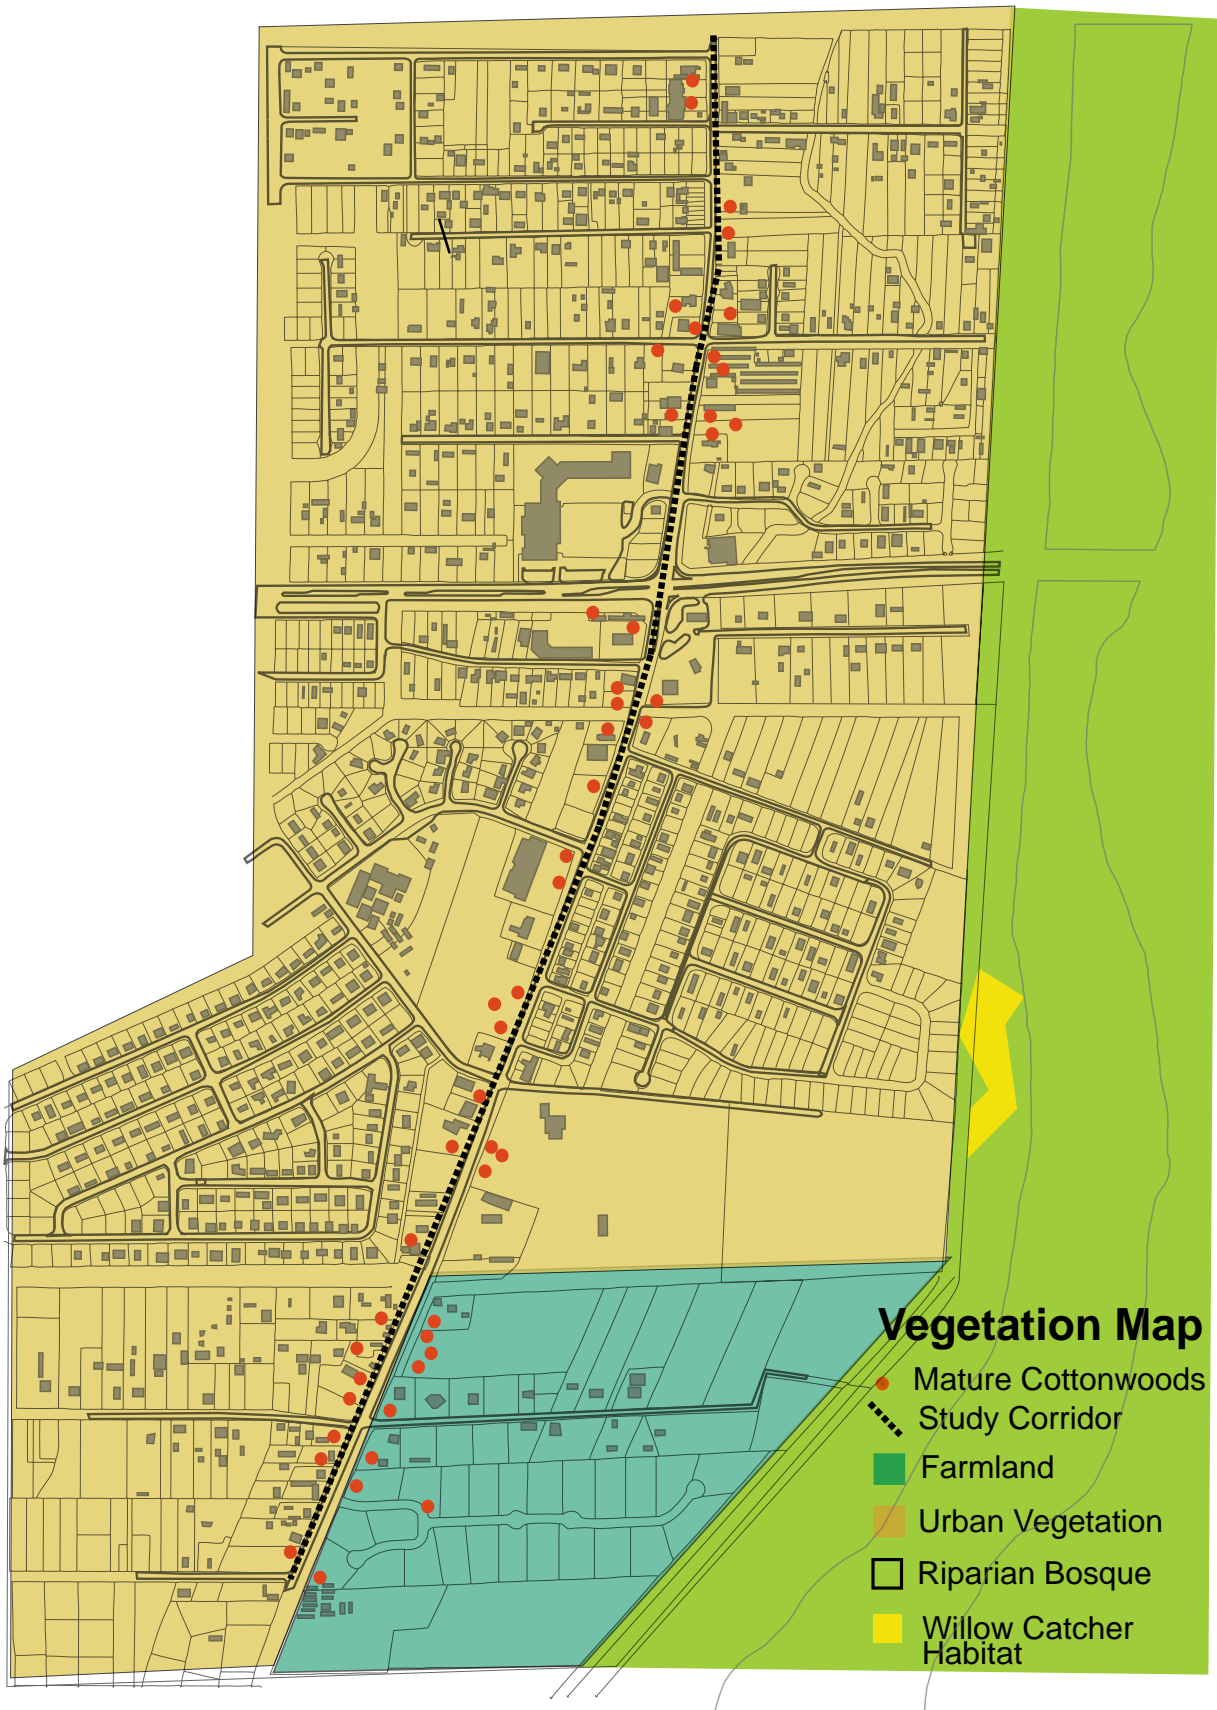 Vegetation Map
Mature Cottonwoods
Study Corridor
Farmland
Urban Vegetation
Riparian Bosque
Willow Catcher
Habitat